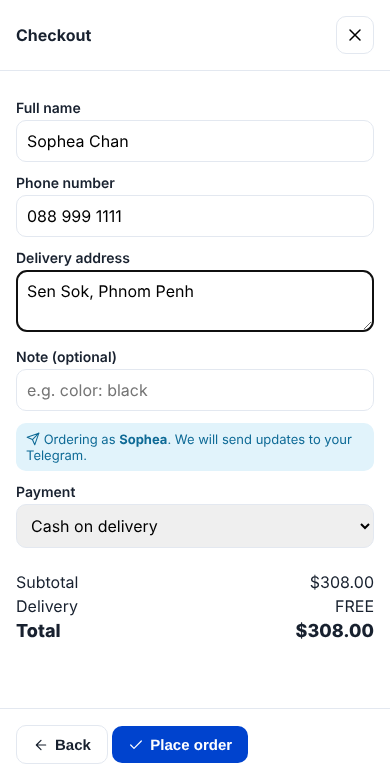 Checkout
Full name
Sophea Chan
Phone number
088 999 1111
Delivery address
Sen Sok, Phnom Penh
Note (optional)
e.g. color: black
Ordering as Sophea. We will send updates to your
Telegram.
Payment
Cash on delivery
Subtotal $308.00
Delivery FREE
Total $308.00
Back Place order